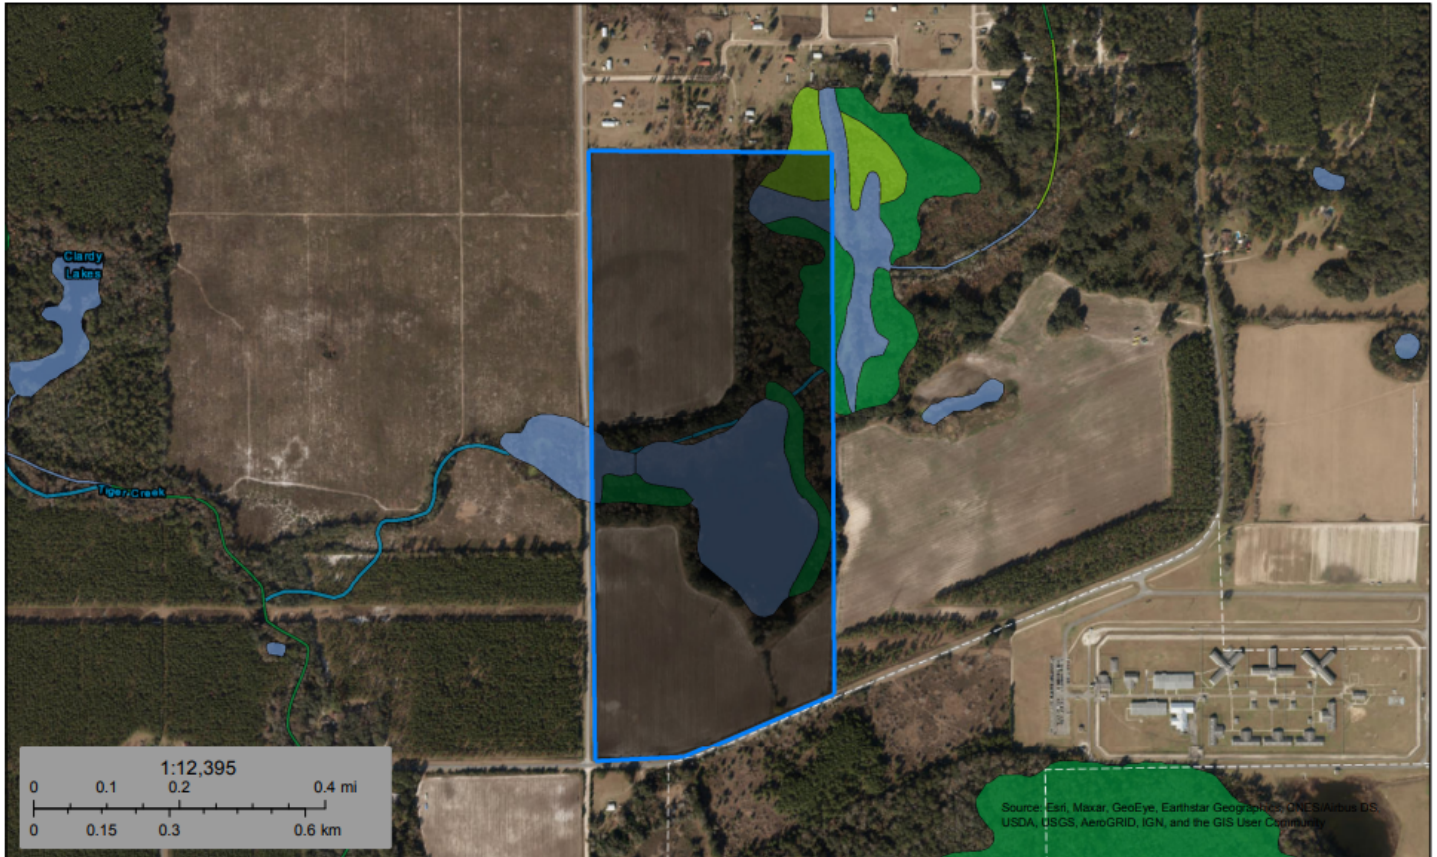 Clardy
Lakes
Tiger Creek
1:12,395
0 0.1 0.2 0.4 mi
0 0.15 0.3 0.6 km
Source: Esri, Maxar, GeoEye, Earthstar Geographics, CNES/Airbus DS,
USDA, USGS, AeroGRID, IGN, and the GIS User Community